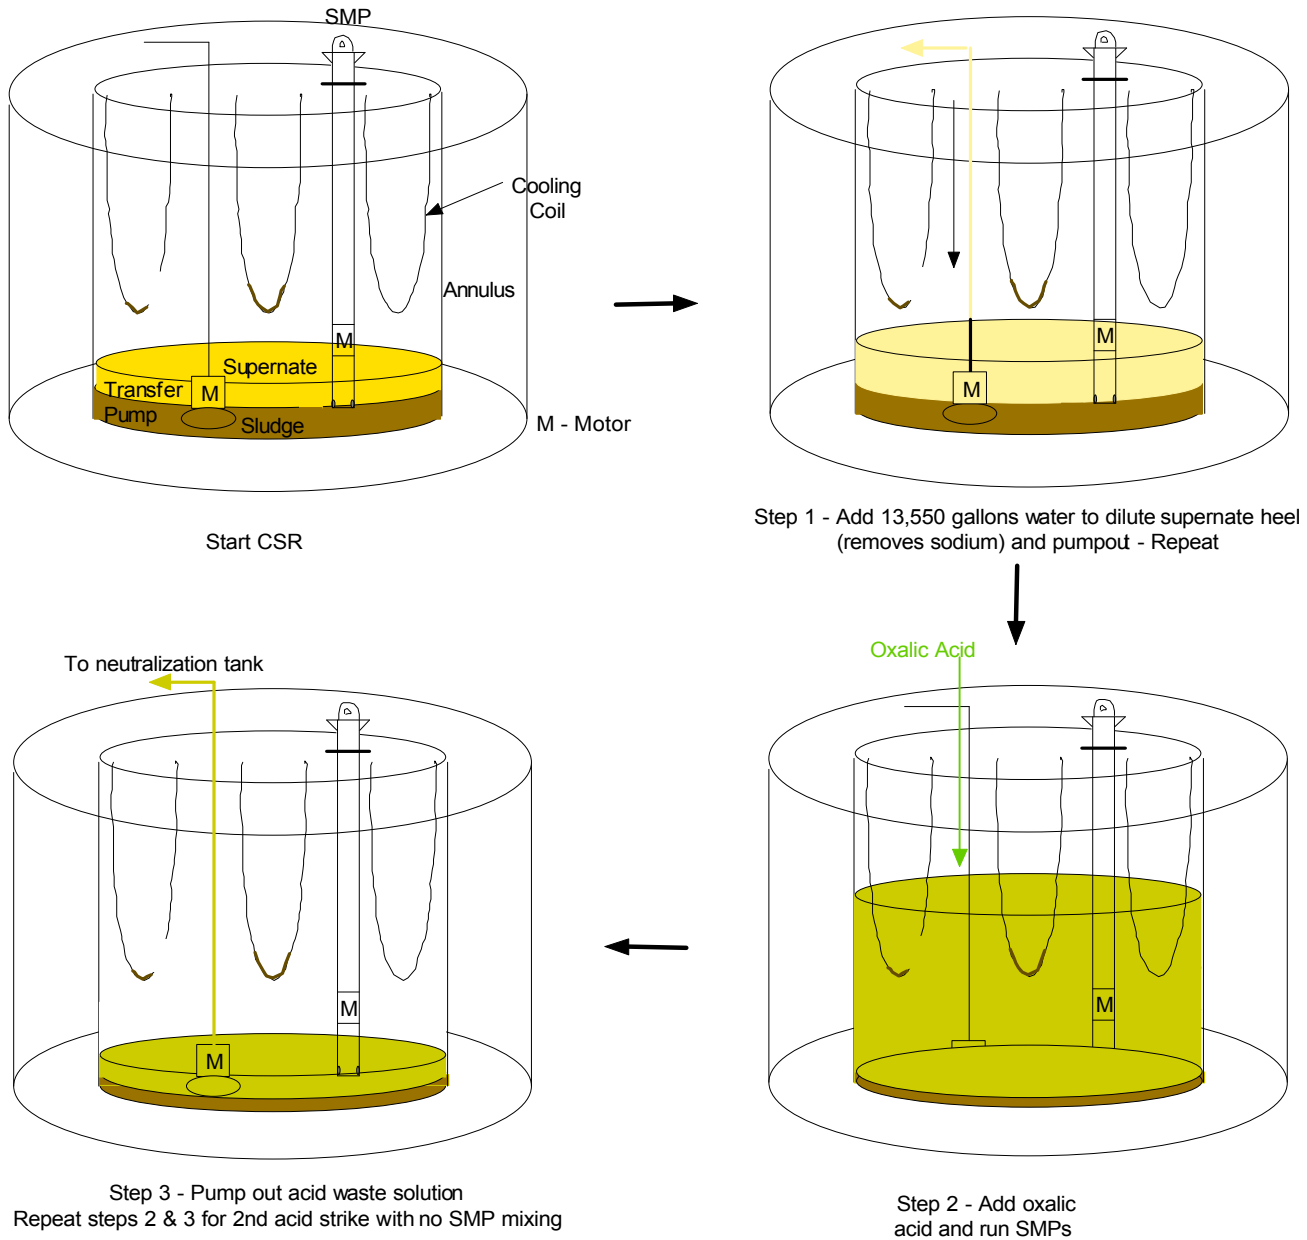 SMP
Cooling
Coil
Annulus
M
Supernate
Transfer
Pump
M
Sludge
M - Motor
Start CSR
M
M
Step 1 - Add 13,550 gallons water to dilute supernate heel
(removes sodium) and pumpout - Repeat
To neutralization tank
M
M
Step 3 - Pump out acid waste solution
Repeat steps 2 & 3 for 2nd acid strike with no SMP mixing
Oxalic Acid
M
Step 2 - Add oxalic
acid and run SMPs